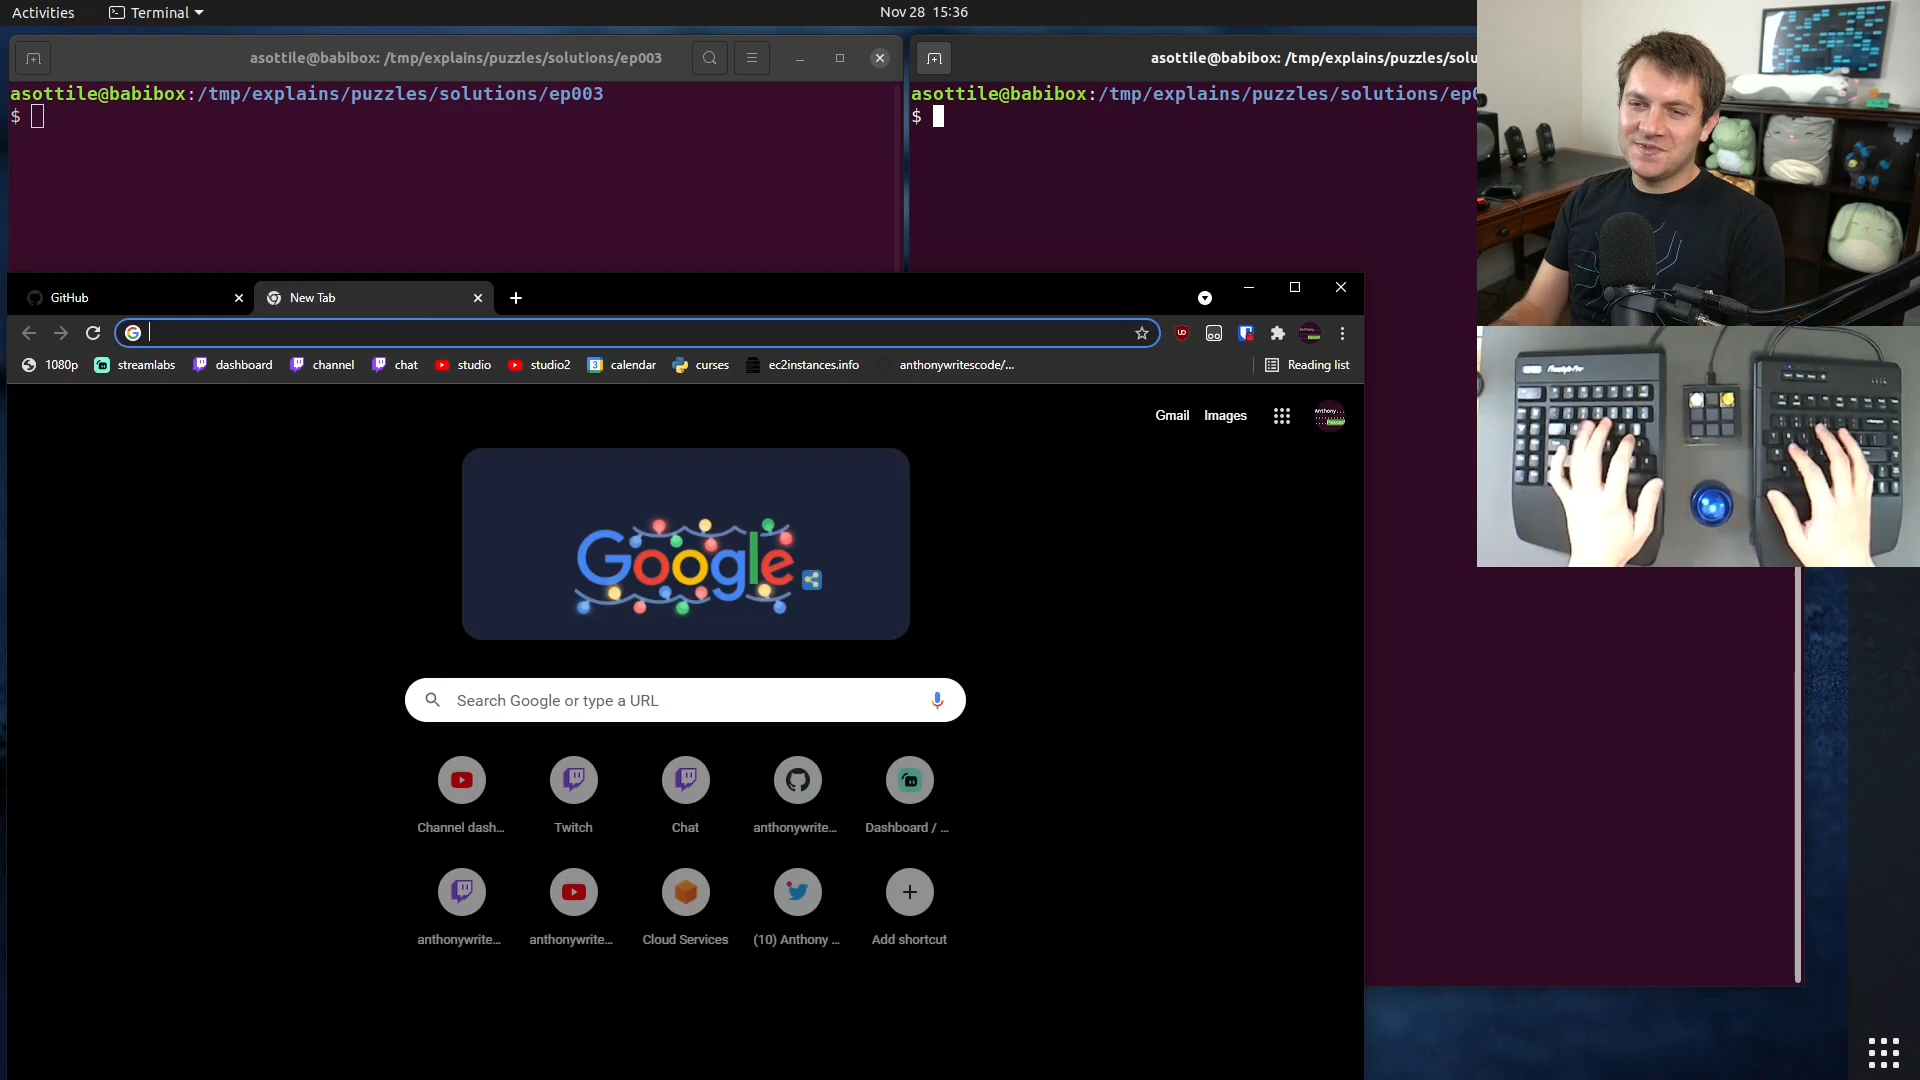 Activities
Terminal
Nov 28 15:36
asottile@babibox: /tmp/explains/puzzles/solutions/ep003
asottile@babibox: /tmp/explains/puzzles/solu
asottile@babibox:/tmp/explains/puzzles/solutions/ep003
$
asottile@babibox:/tmp/explains/puzzles/solutions/ep0
$
GitHub
New Tab
1080p
streamlabs
dashboard
channel
chat
studio
studio2
calendar
curses
ec2instances.info
anthonywritescode/...
Reading list
Gmail
Images
Google
Search Google or type a URL
Channel dash...
Twitch
Chat
anthonywrite...
Dashboard / ...
anthonywrite...
anthonywrite...
Cloud Services
(10) Anthony ...
Add shortcut